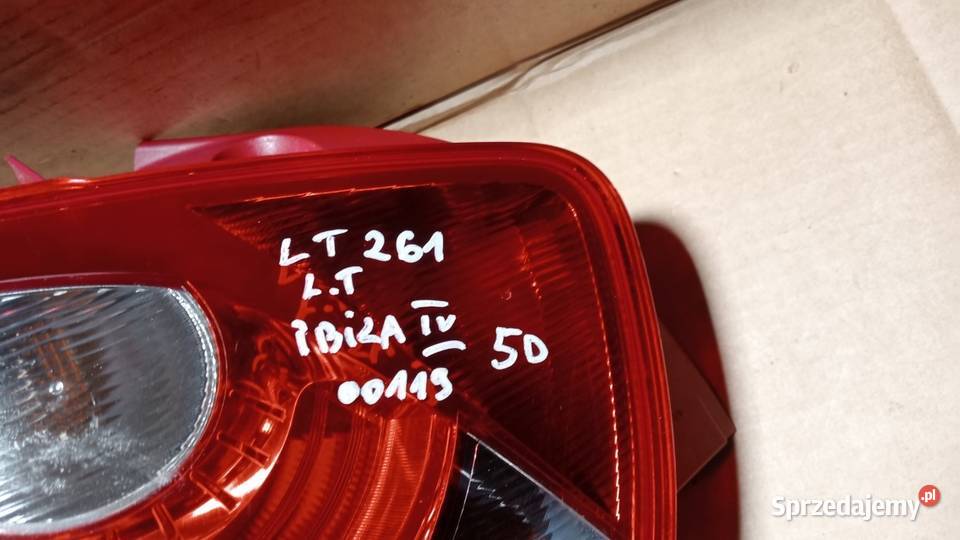 LT 261
L.T
IBiZA IV 5D
00119
Sprzedajemy.pl